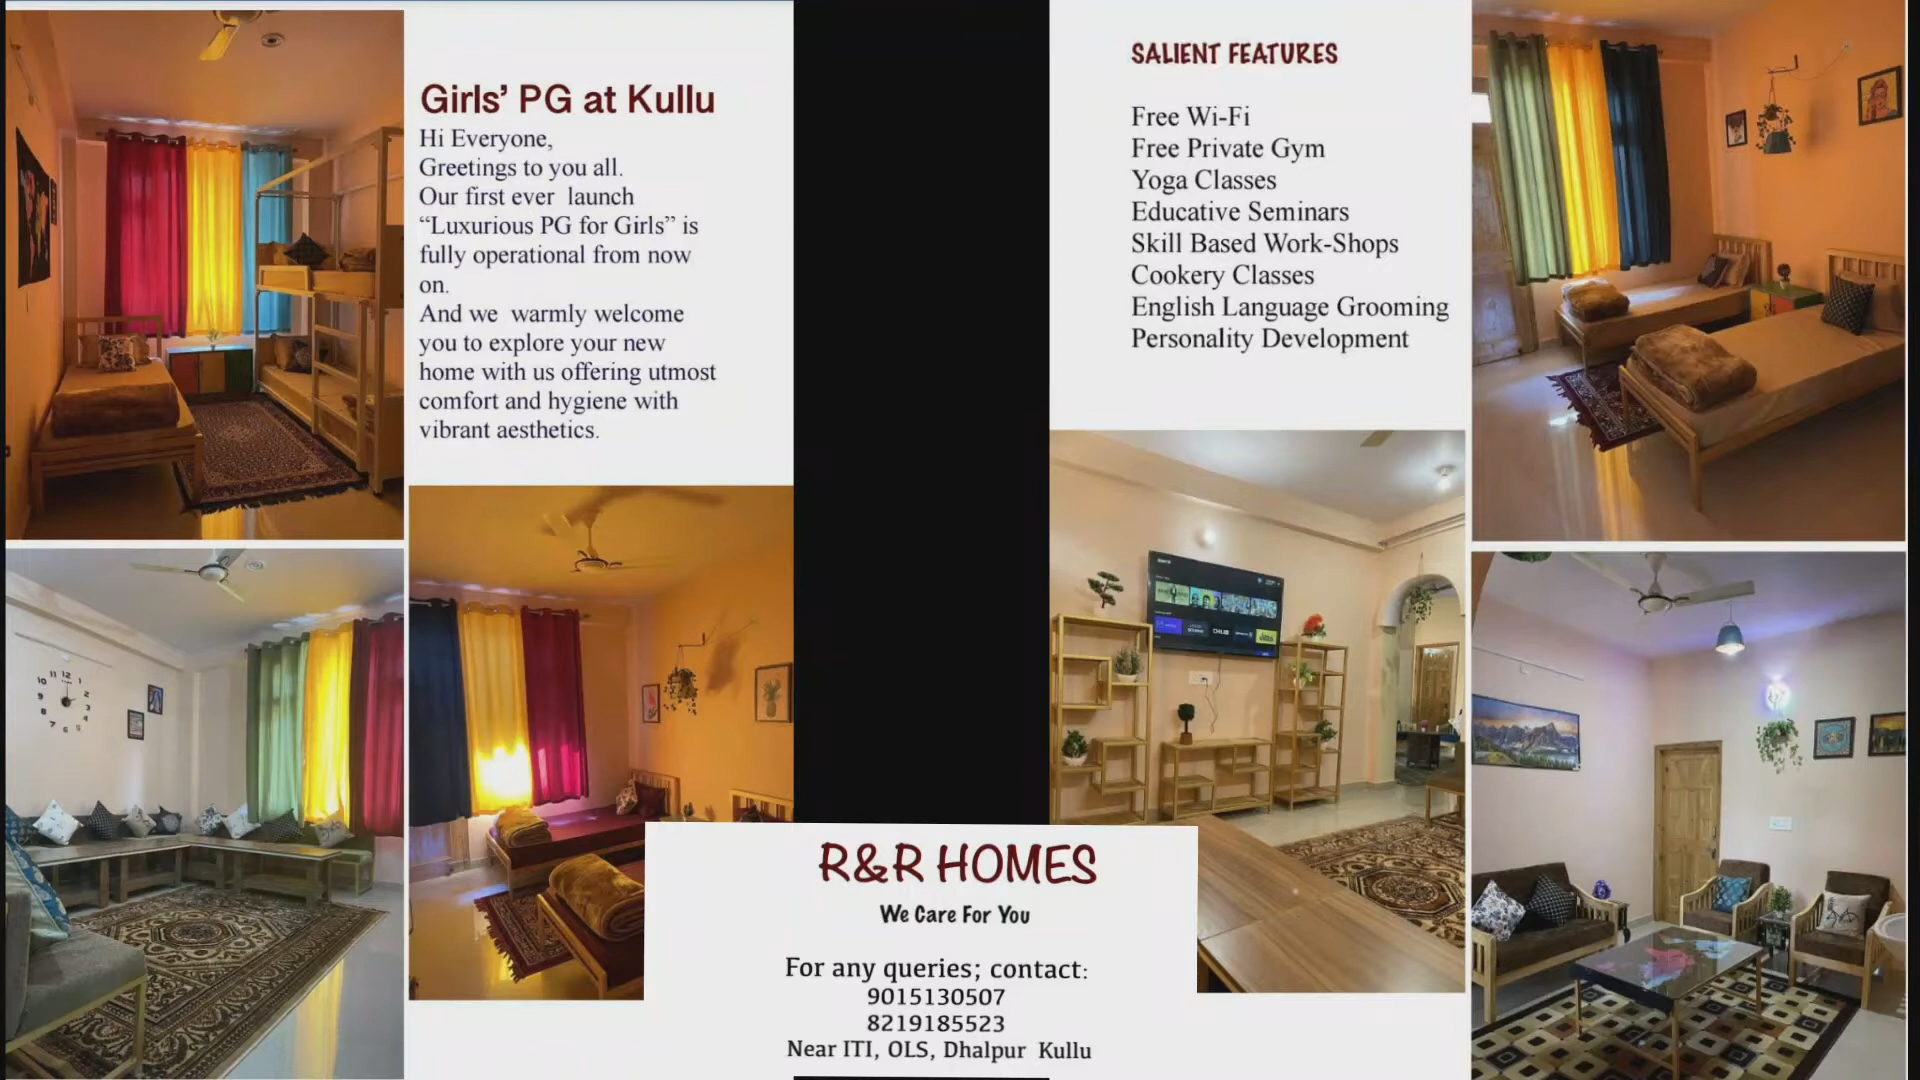 Girls' PG at Kullu
Hi Everyone,
Greetings to you all.
Our first ever launch
“Luxurious PG for Girls” is
fully operational from now
on.
And we warmly welcome
you to explore your new
home with us offering utmost
comfort and hygiene with
vibrant aesthetics.
SALIENT FEATURES
Free Wi-Fi
Free Private Gym
Yoga Classes
Educative Seminars
Skill Based Work-Shops
Cookery Classes
English Language Grooming
Personality Development
R&R HOMES
We Care For You
For any queries; contact:
9015130507
8219185523
Near ITI, OLS, Dhalpur Kullu